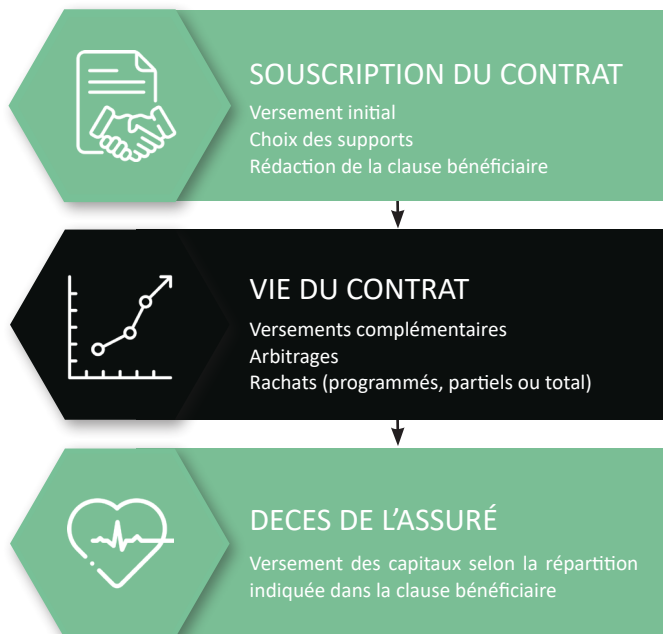 SOUSCRIPTION DU CONTRAT
Versement initial
Choix des supports
Rédaction de la clause bénéficiaire
VIE DU CONTRAT
Versements complémentaires
Arbitrages
Rachats (programmés, partiels ou total)
DECES DE L’ASSURÉ
Versement des capitaux selon la répartition
indiquée dans la clause bénéficiaire